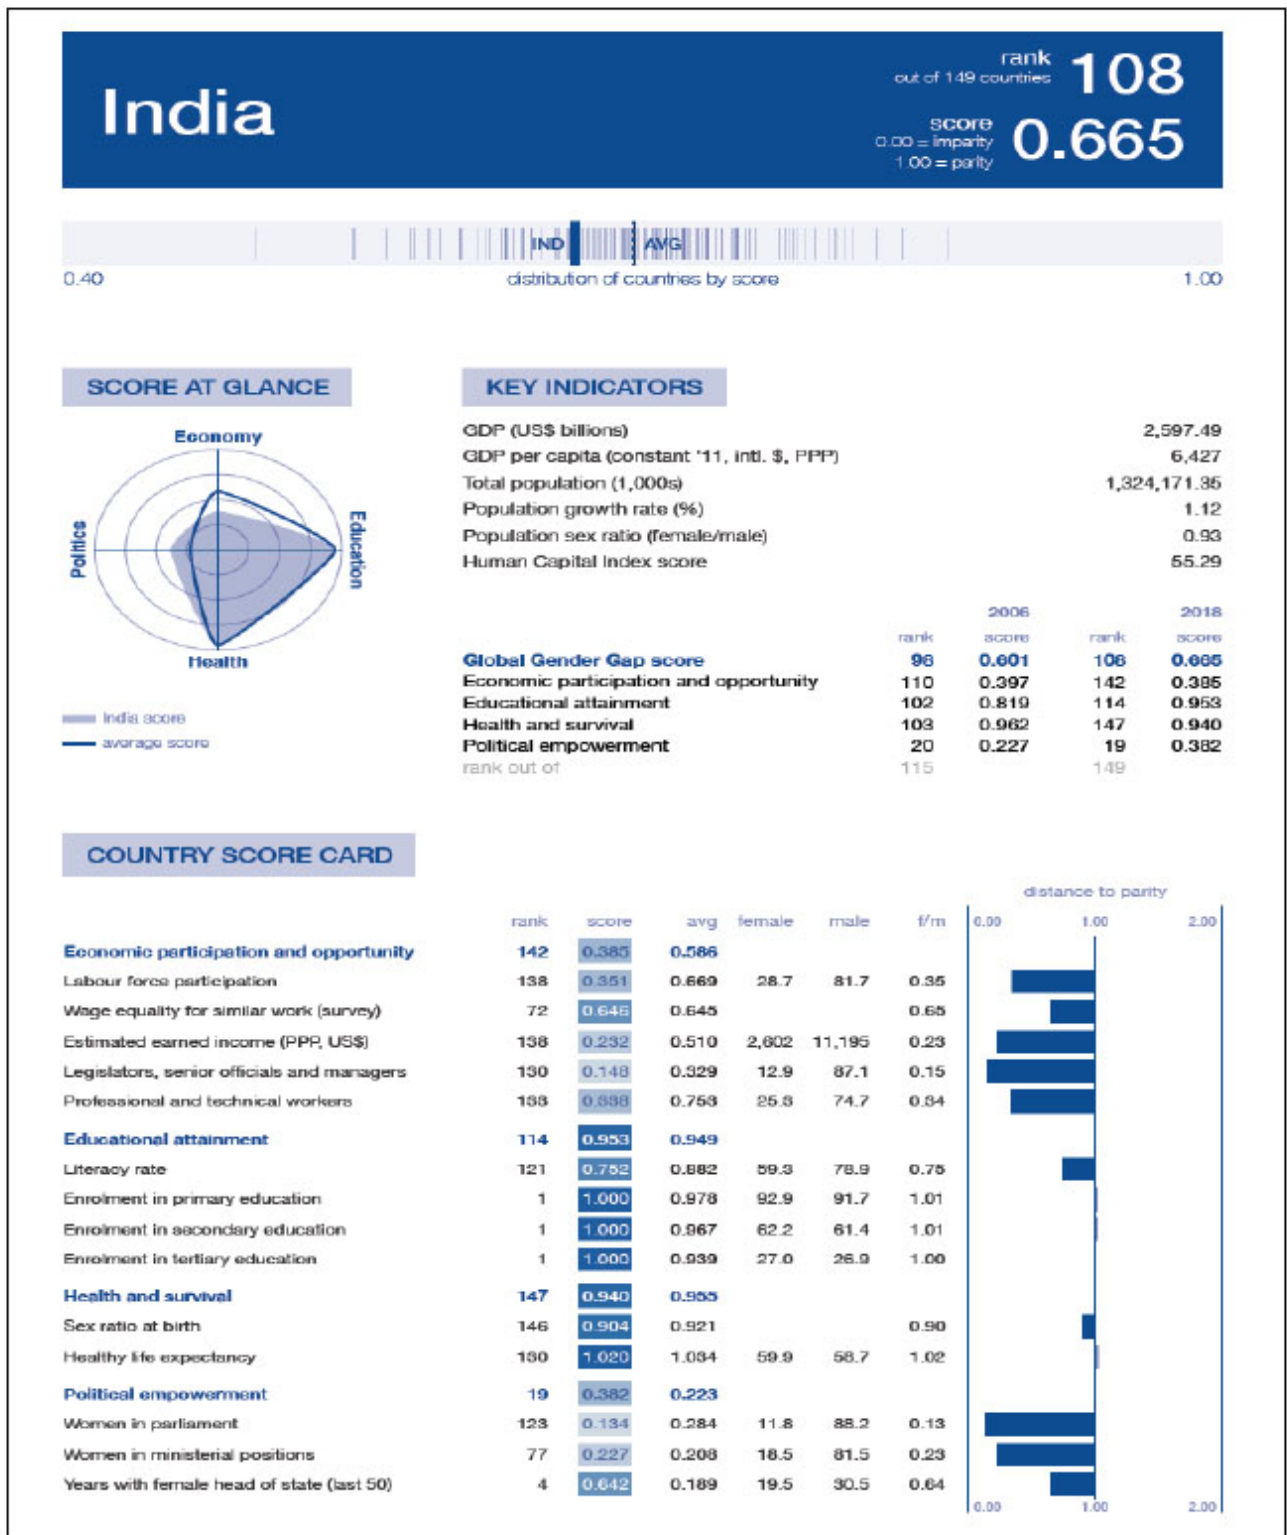 India
rank
out of 149 countries
108
score
0.00 = imparity
1.00 = parity
0.665
IND AVG
0.40 distribution of countries by score 1.00
SCORE AT GLANCE
Economy
Politics
Education
Health
India score
average score
KEY INDICATORS
GDP (US$ billions) 2,597.49
GDP per capita (constant '11, intl. $, PPP) 6,427
Total population (1,000s) 1,324,171.35
Population growth rate (%) 1.12
Population sex ratio (female/male) 0.93
Human Capital Index score 55.29
2006 2018
rank score rank score
Global Gender Gap score 98 0.601 108 0.665
Economic participation and opportunity 110 0.397 142 0.385
Educational attainment 102 0.819 114 0.953
Health and survival 103 0.962 147 0.940
Political empowerment 20 0.227 19 0.382
rank out of 115 149
COUNTRY SCORE CARD
distance to parity
rank score avg female male f/m 0.00 1.00 2.00
Economic participation and opportunity 142 0.385 0.586
Labour force participation 138 0.351 0.669 28.7 81.7 0.35
Wage equality for similar work (survey) 72 0.646 0.645 0.65
Estimated earned income (PPP, US$) 138 0.232 0.510 2,602 11,195 0.23
Legislators, senior officials and managers 130 0.148 0.329 12.9 87.1 0.15
Professional and technical workers 133 0.338 0.753 25.3 74.7 0.34
Educational attainment 114 0.953 0.949
Literacy rate 121 0.752 0.882 59.3 78.9 0.75
Enrolment in primary education 1 1.000 0.978 92.9 91.7 1.01
Enrolment in secondary education 1 1.000 0.967 62.2 61.4 1.01
Enrolment in tertiary education 1 1.000 0.939 27.0 26.9 1.00
Health and survival 147 0.940 0.955
Sex ratio at birth 146 0.904 0.921 0.90
Healthy life expectancy 130 1.020 1.034 59.9 58.7 1.02
Political empowerment 19 0.382 0.223
Women in parliament 123 0.134 0.284 11.8 88.2 0.13
Women in ministerial positions 77 0.227 0.208 18.5 81.5 0.23
Years with female head of state (last 50) 4 0.642 0.189 19.5 30.5 0.64
0.00 1.00 2.00